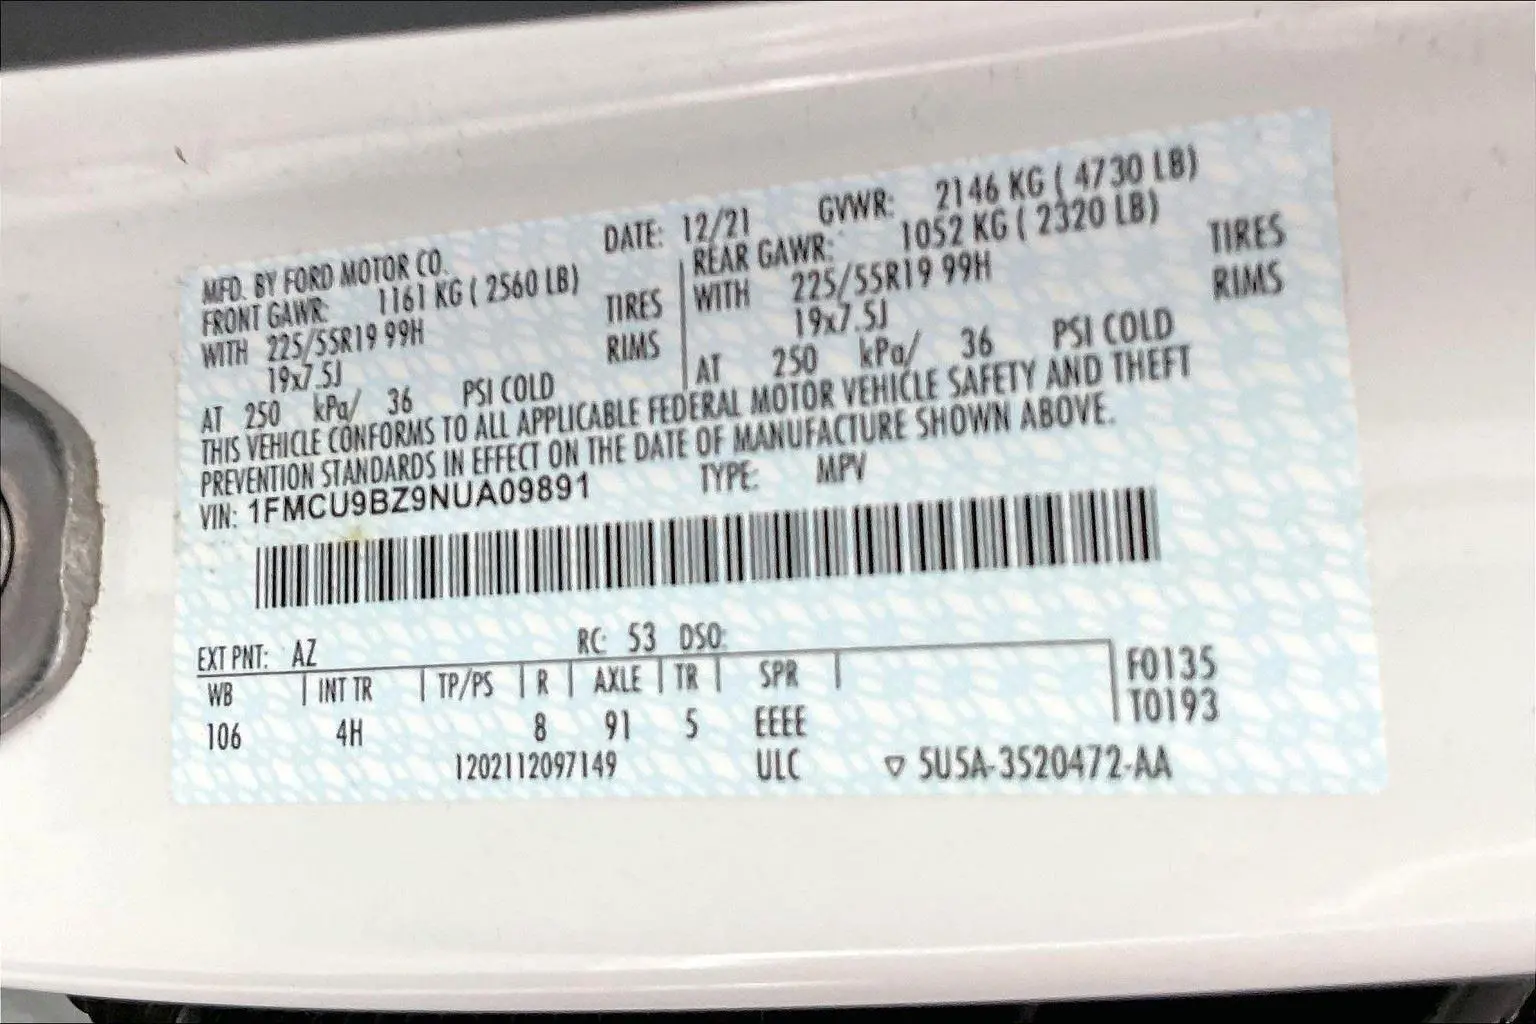 MFD. BY FORD MOTOR CO. DATE: 12/21 GVWR: 2146 KG ( 4730 LB)
FRONT GAWR: 1161 KG ( 2560 LB) REAR GAWR: 1052 KG ( 2320 LB)
WITH 225/55R19 99H TIRES WITH 225/55R19 99H TIRES
19x7.5J RIMS 19x7.5J RIMS
AT 250 kPa/ 36 PSI COLD AT 250 kPa/ 36 PSI COLD
THIS VEHICLE CONFORMS TO ALL APPLICABLE FEDERAL MOTOR VEHICLE SAFETY AND THEFT
PREVENTION STANDARDS IN EFFECT ON THE DATE OF MANUFACTURE SHOWN ABOVE.
VIN: 1FMCU9BZ9NUA09891 TYPE: MPV
EXT PNT: AZ RC: 53 DSO:
WB INT TR TP/PS R AXLE TR SPR F0135
106 4H 8 91 5 EEEE T0193
1202112097149 ULC ▽ 5U5A-3520472-AA